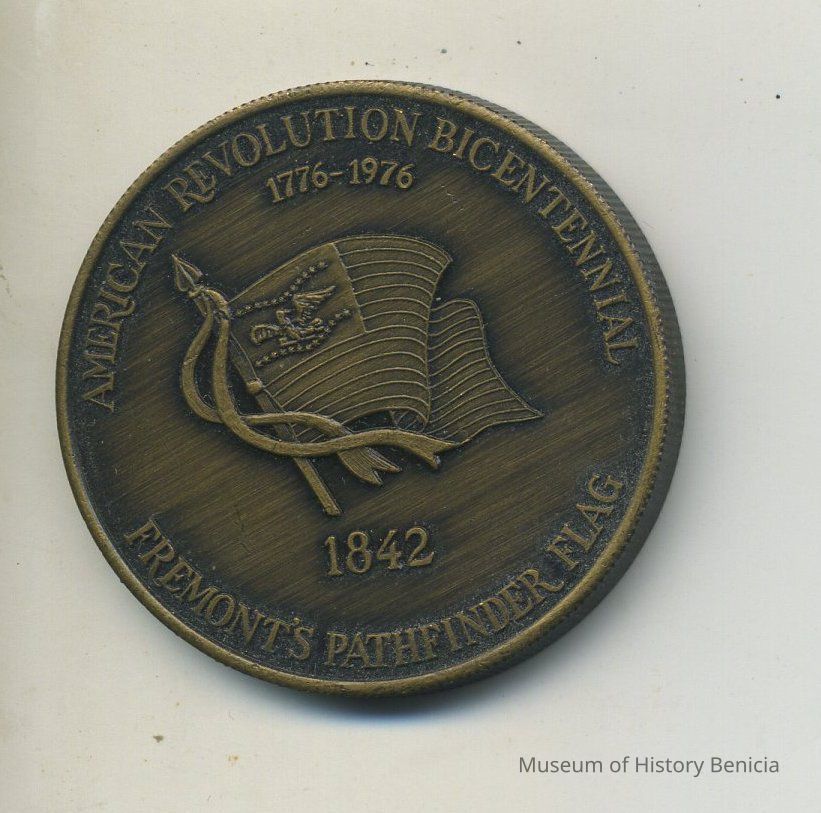 AMERICAN REVOLUTION BICENTENNIAL
1776-1976
1842
FREMONT'S PATHFINDER FLAG
Museum of History Benicia